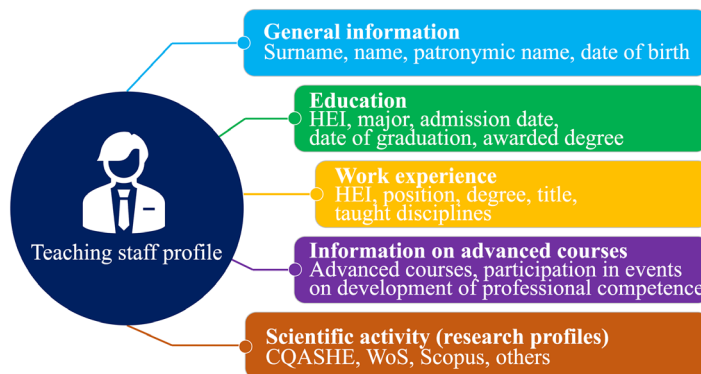 General information
Surname, name, patronymic name, date of birth
Education
HEI, major, admission date,
date of graduation, awarded degree
Work experience
HEI, position, degree, title,
taught disciplines
Teaching staff profile
Information on advanced courses
Advanced courses, participation in events
on development of professional competence
Scientific activity (research profiles)
CQASHE, WoS, Scopus, others